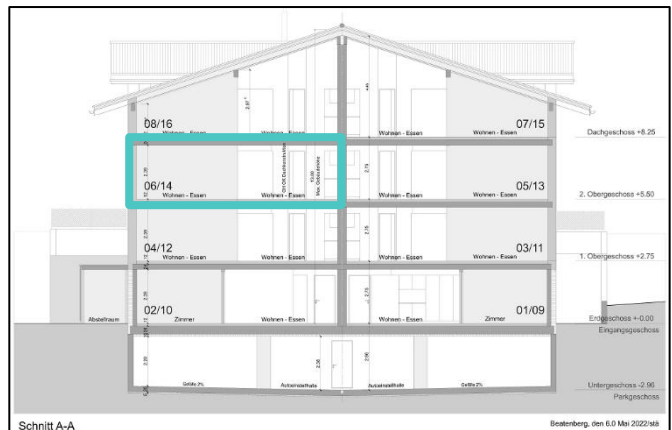 08/16
07/15
Wohnen - Essen Wohnen - Essen Wohnen - Essen Wohnen - Essen
Dachgeschoss +8.25
06/14
05/13
Wohnen - Essen Wohnen - Essen Wohnen - Essen Wohnen - Essen
2. Obergeschoss +5.50
04/12
03/11
Wohnen - Essen Wohnen - Essen Wohnen - Essen Wohnen - Essen
1. Obergeschoss +2.75
02/10
01/09
Abstellraum Zimmer Wohnen - Essen Wohnen - Essen Zimmer
Erdgeschoss +-0.00
Eingangsgeschoss
Autoeinstellhalle Autoeinstellhalle
Untergeschoss -2.96
Parkgeschoss
Schnitt A-A
Beatenberg, den 6.0 Mai 2022/stä